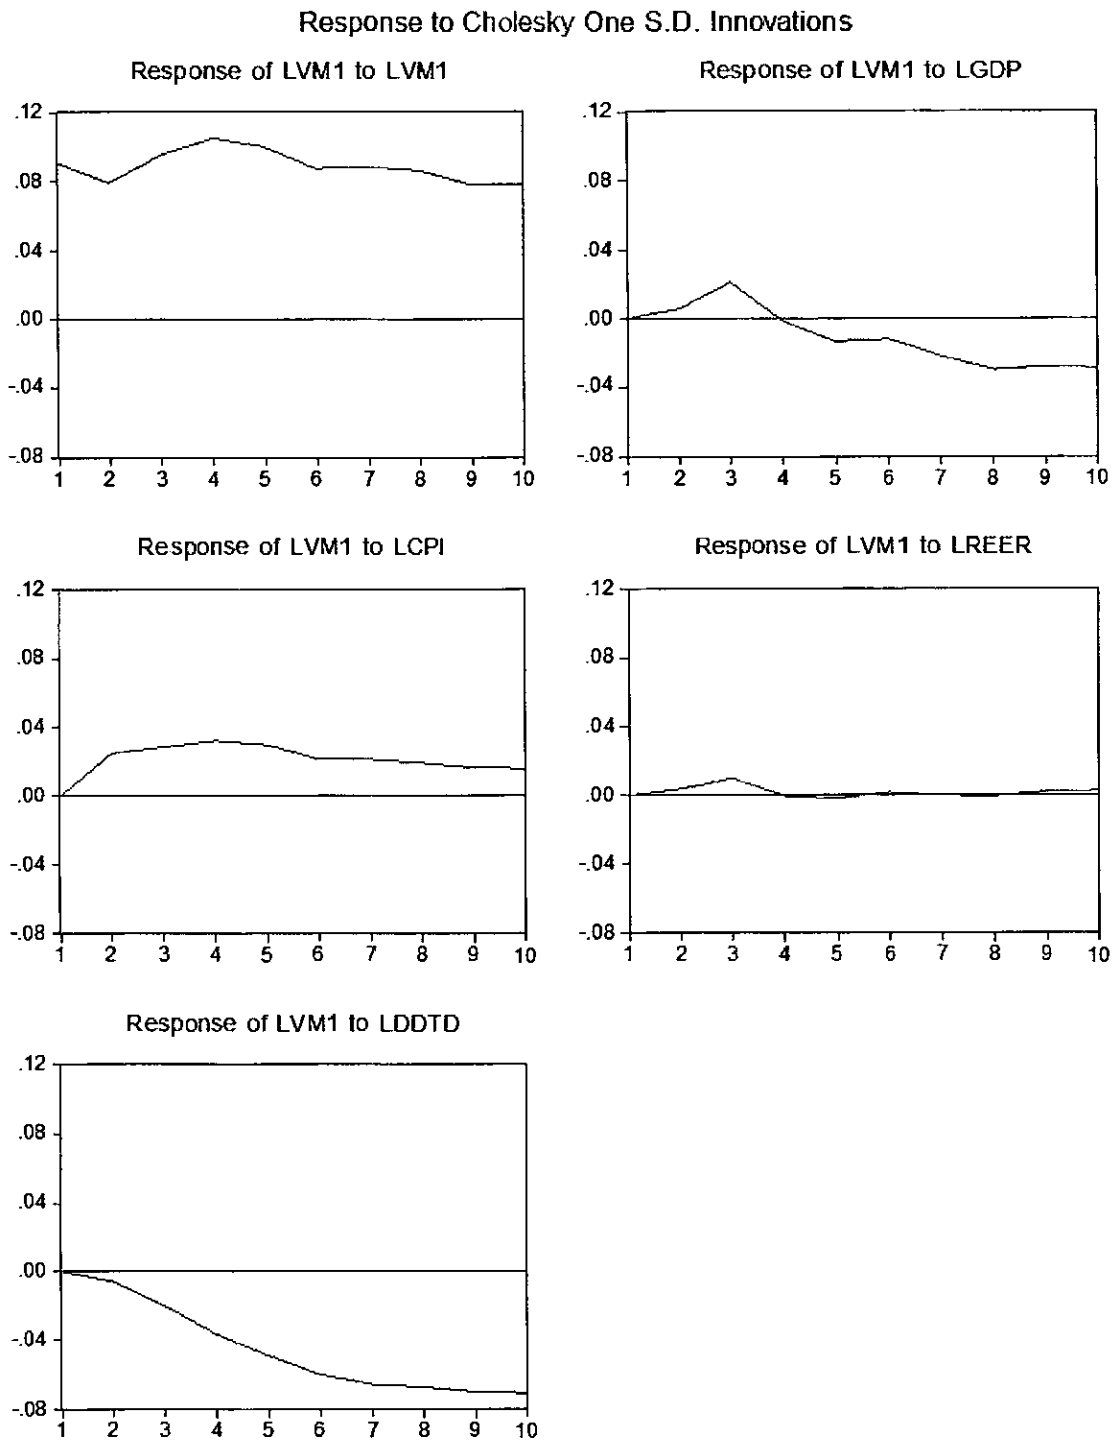 Response to Cholesky One S.D. Innovations
Response of LVM1 to LVM1
.12
.08
.04
.00
-.04
-.08
1 2 3 4 5 6 7 8 9 10
Response of LVM1 to LGDP
.12
.08
.04
.00
-.04
-.08
1 2 3 4 5 6 7 8 9 10
Response of LVM1 to LCPI
.12
.08
.04
.00
-.04
-.08
1 2 3 4 5 6 7 8 9 10
Response of LVM1 to LREER
.12
.08
.04
.00
-.04
-.08
1 2 3 4 5 6 7 8 9 10
Response of LVM1 to LDDTD
.12
.08
.04
.00
-.04
-.08
1 2 3 4 5 6 7 8 9 10